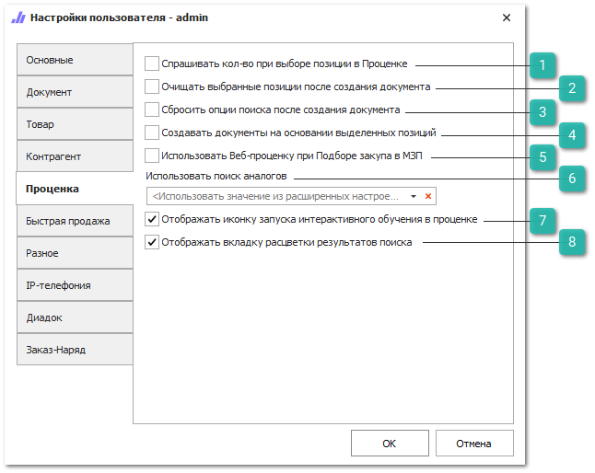 Настройки пользователя - admin
Основные
Документ
Товар
Контрагент
Проценка
Быстрая продажа
Разное
IP-телефония
Диадок
Заказ-Наряд
Спрашивать кол-во при выборе позиции в Проценке
1
Очищать выбранные позиции после создания документа
2
Сбросить опции поиска после создания документа
3
Создавать документы на основании выделенных позиций
4
Использовать Веб-проценку при Подборе закупа в МЗП
5
Использовать поиск аналогов
6
<Использовать значение из расширенных настрое...
Отображать иконку запуска интерактивного обучения в проценке
7
Отображать вкладку расцветки результатов поиска
8
ОК
Отмена